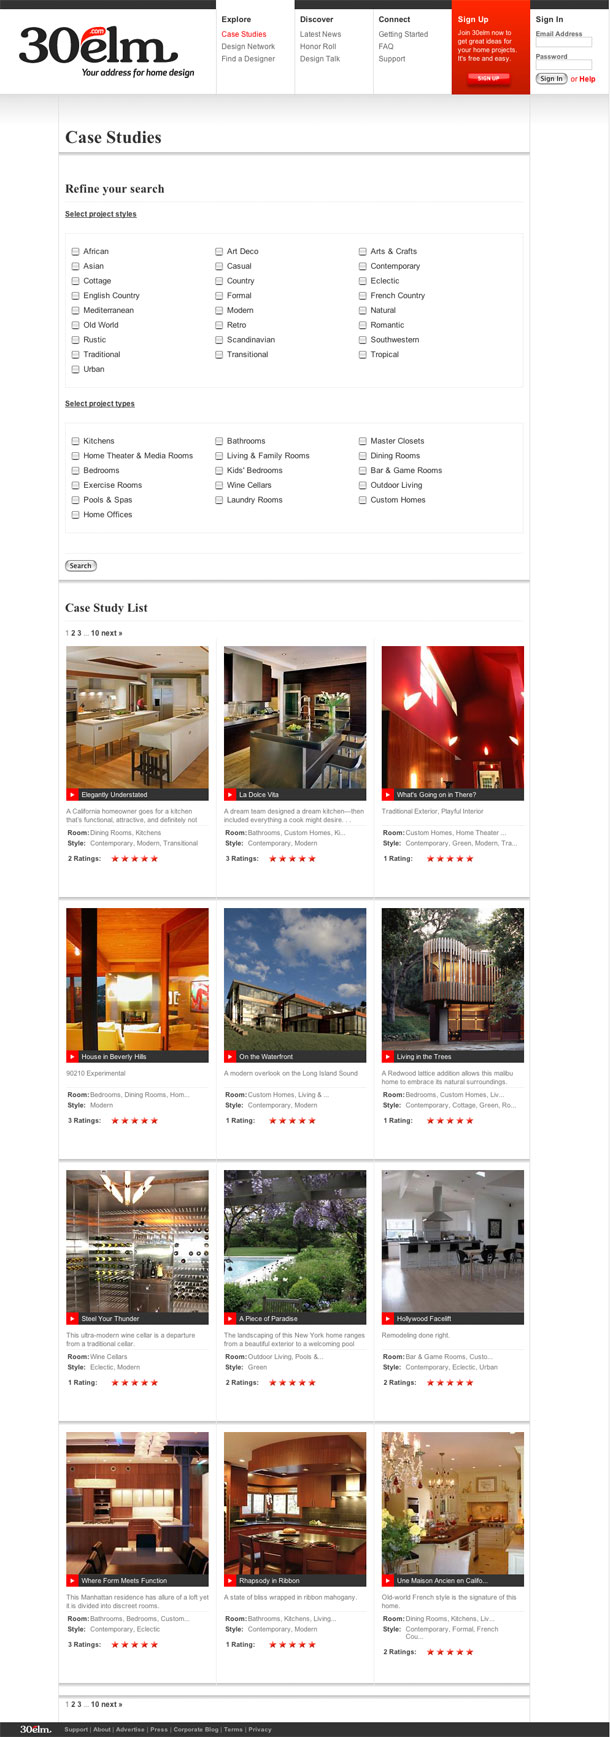 30elm.com
Your address for home design
Explore
Case Studies
Design Network
Find a Designer
Discover
Latest News
Honor Roll
Design Talk
Connect
Getting Started
FAQ
Support
Sign Up
Join 30elm now to
get great ideas for
your home projects.
It's free and easy.
SIGN UP
Sign In
Email Address
Password
Sign In or Help
Case Studies
Refine your search
Select project styles
African Art Deco Arts & Crafts
Asian Casual Contemporary
Cottage Country Eclectic
English Country Formal French Country
Mediterranean Modern Natural
Old World Retro Romantic
Rustic Scandinavian Southwestern
Traditional Transitional Tropical
Urban
Select project types
Kitchens Bathrooms Master Closets
Home Theater & Media Rooms Living & Family Rooms Dining Rooms
Bedrooms Kids' Bedrooms Bar & Game Rooms
Exercise Rooms Wine Cellars Outdoor Living
Pools & Spas Laundry Rooms Custom Homes
Home Offices
Search
Case Study List
1 2 3 ... 10 next »
Elegantly Understated
A California homeowner goes for a kitchen
that's functional, attractive, and definitely not
Room: Dining Rooms, Kitchens
Style: Contemporary, Modern, Transitional
2 Ratings:
La Dolce Vita
A dream team designed a dream kitchen—then
included everything a cook might desire. . .
Room: Bathrooms, Custom Homes, Ki...
Style: Contemporary, Modern
3 Ratings:
What's Going on in There?
Traditional Exterior, Playful Interior
Room: Custom Homes, Home Theater ...
Style: Contemporary, Green, Modern, Tra...
1 Rating:
House in Beverly Hills
90210 Experimental
Room: Bedrooms, Dining Rooms, Hom...
Style: Modern
3 Ratings:
On the Waterfront
A modern overlook on the Long Island Sound
Room: Custom Homes, Living & ...
Style: Contemporary, Modern
1 Rating:
Living in the Trees
A Redwood lattice addition allows this malibu
home to embrace its natural surroundings.
Room: Bedrooms, Custom Homes, Liv...
Style: Contemporary, Cottage, Green, Ro...
1 Rating:
Steel Your Thunder
This ultra-modern wine cellar is a departure
from a traditional cellar.
Room: Wine Cellars
Style: Eclectic, Modern
1 Rating:
A Piece of Paradise
The landscaping of this New York home ranges
from a beautiful exterior to a welcoming pool
Room: Outdoor Living, Pools &...
Style: Green
2 Ratings:
Hollywood Facelift
Remodeling done right.
Room: Bar & Game Rooms, Custo...
Style: Contemporary, Eclectic, Urban
2 Ratings:
Where Form Meets Function
This Manhattan residence has allure of a loft yet
it is divided into discreet rooms.
Room: Bathrooms, Bedrooms, Custom...
Style: Contemporary, Eclectic
3 Ratings:
Rhapsody in Ribbon
A state of bliss wrapped in ribbon mahogany.
Room: Bathrooms, Kitchens, Living...
Style: Contemporary, Modern
1 Rating:
Une Maison Ancien en Califo...
Old-world French style is the signature of this
home.
Room: Dining Rooms, Kitchens, Liv...
Style: Contemporary, Formal, French
Cou...
2 Ratings:
1 2 3 ... 10 next »
30elm. Support | About | Advertise | Press | Corporate Blog | Terms | Privacy